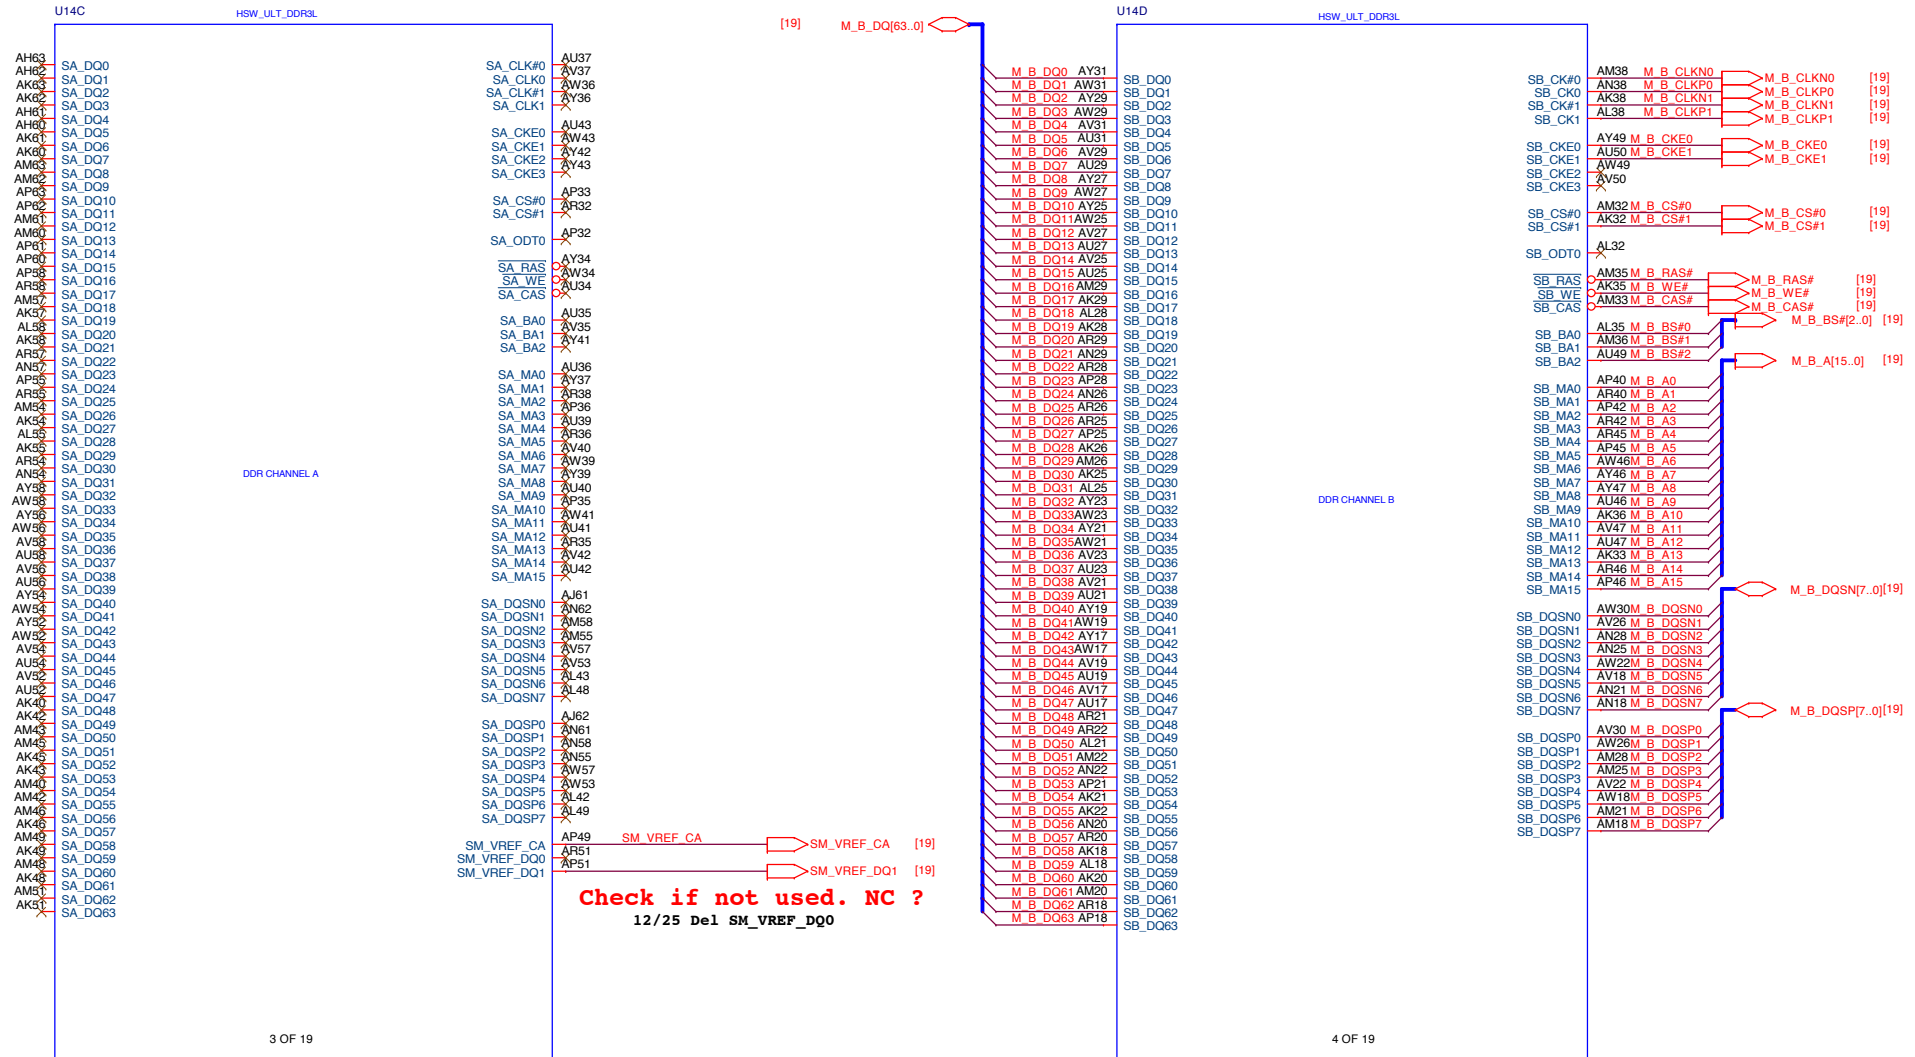 U14C
HSW_ULT_DDR3L
AH63 SA_DQ0
AH62 SA_DQ1
AK63 SA_DQ2
AK62 SA_DQ3
AH61 SA_DQ4
AH60 SA_DQ5
AK61 SA_DQ6
AK60 SA_DQ7
AM63 SA_DQ8
AM62 SA_DQ9
AP63 SA_DQ10
AP62 SA_DQ11
AM61 SA_DQ12
AM60 SA_DQ13
AP61 SA_DQ14
AP60 SA_DQ15
AP58 SA_DQ16
AR58 SA_DQ17
AM57 SA_DQ18
AK57 SA_DQ19
AL58 SA_DQ20
AK58 SA_DQ21
AR57 SA_DQ22
AN57 SA_DQ23
AP55 SA_DQ24
AR55 SA_DQ25
AM54 SA_DQ26
AK54 SA_DQ27
AL55 SA_DQ28
AK55 SA_DQ29
AR54 SA_DQ30
AN54 SA_DQ31
AY58 SA_DQ32
AW58 SA_DQ33
AY56 SA_DQ34
AW56 SA_DQ35
AV58 SA_DQ36
AU58 SA_DQ37
AV56 SA_DQ38
AU56 SA_DQ39
AY54 SA_DQ40
AW54 SA_DQ41
AY52 SA_DQ42
AW52 SA_DQ43
AV54 SA_DQ44
AU54 SA_DQ45
AV52 SA_DQ46
AU52 SA_DQ47
AK40 SA_DQ48
AK42 SA_DQ49
AM43 SA_DQ50
AM45 SA_DQ51
AK45 SA_DQ52
AK43 SA_DQ53
AM40 SA_DQ54
AM42 SA_DQ55
AM46 SA_DQ56
AK46 SA_DQ57
AM49 SA_DQ58
AK49 SA_DQ59
AM48 SA_DQ60
AK48 SA_DQ61
AM51 SA_DQ62
AK51 SA_DQ63
DDR CHANNEL A
SA_CLK#0 AU37
SA_CLK0 AV37
SA_CLK#1 AW36
SA_CLK1 AY36
SA_CKE0 AU43
SA_CKE1 AW43
SA_CKE2 AY42
SA_CKE3 AY43
SA_CS#0 AP33
SA_CS#1 AR32
SA_ODT0 AP32
SA_RAS AY34
SA_WE AW34
SA_CAS AU34
SA_BA0 AU35
SA_BA1 AV35
SA_BA2 AY41
SA_MA0 AU36
SA_MA1 AY37
SA_MA2 AR38
SA_MA3 AP36
SA_MA4 AU39
SA_MA5 AR36
SA_MA6 AV40
SA_MA7 AW39
SA_MA8 AY39
SA_MA9 AU40
SA_MA10 AP35
SA_MA11 AW41
SA_MA12 AU41
SA_MA13 AR35
SA_MA14 AV42
SA_MA15 AU42
SA_DQSN0 AJ61
SA_DQSN1 AN62
SA_DQSN2 AM58
SA_DQSN3 AM55
SA_DQSN4 AV57
SA_DQSN5 AV53
SA_DQSN6 AL43
SA_DQSN7 AL48
SA_DQSP0 AJ62
SA_DQSP1 AN61
SA_DQSP2 AN58
SA_DQSP3 AN55
SA_DQSP4 AW57
SA_DQSP5 AW53
SA_DQSP6 AL42
SA_DQSP7 AL49
SM_VREF_CA AP49 SM_VREF_CA SM_VREF_CA [19]
SM_VREF_DQ0 AR51
SM_VREF_DQ1 AP51 SM_VREF_DQ1 [19]
Check if not used. NC ?
12/25 Del SM_VREF_DQ0
3 OF 19
[19] M_B_DQ[63..0]
U14D
HSW_ULT_DDR3L
M_B_DQ0 AY31 SB_DQ0
M_B_DQ1 AW31 SB_DQ1
M_B_DQ2 AY29 SB_DQ2
M_B_DQ3 AW29 SB_DQ3
M_B_DQ4 AV31 SB_DQ4
M_B_DQ5 AU31 SB_DQ5
M_B_DQ6 AV29 SB_DQ6
M_B_DQ7 AU29 SB_DQ7
M_B_DQ8 AY27 SB_DQ8
M_B_DQ9 AW27 SB_DQ9
M_B_DQ10 AY25 SB_DQ10
M_B_DQ11 AW25 SB_DQ11
M_B_DQ12 AV27 SB_DQ12
M_B_DQ13 AU27 SB_DQ13
M_B_DQ14 AV25 SB_DQ14
M_B_DQ15 AU25 SB_DQ15
M_B_DQ16 AM29 SB_DQ16
M_B_DQ17 AK29 SB_DQ17
M_B_DQ18 AL28 SB_DQ18
M_B_DQ19 AK28 SB_DQ19
M_B_DQ20 AR29 SB_DQ20
M_B_DQ21 AN29 SB_DQ21
M_B_DQ22 AR28 SB_DQ22
M_B_DQ23 AP28 SB_DQ23
M_B_DQ24 AN26 SB_DQ24
M_B_DQ25 AR26 SB_DQ25
M_B_DQ26 AR25 SB_DQ26
M_B_DQ27 AP25 SB_DQ27
M_B_DQ28 AK26 SB_DQ28
M_B_DQ29 AM26 SB_DQ29
M_B_DQ30 AK25 SB_DQ30
M_B_DQ31 AL25 SB_DQ31
M_B_DQ32 AY23 SB_DQ32
M_B_DQ33 AW23 SB_DQ33
M_B_DQ34 AY21 SB_DQ34
M_B_DQ35 AW21 SB_DQ35
M_B_DQ36 AV23 SB_DQ36
M_B_DQ37 AU23 SB_DQ37
M_B_DQ38 AV21 SB_DQ38
M_B_DQ39 AU21 SB_DQ39
M_B_DQ40 AY19 SB_DQ40
M_B_DQ41 AW19 SB_DQ41
M_B_DQ42 AY17 SB_DQ42
M_B_DQ43 AW17 SB_DQ43
M_B_DQ44 AV19 SB_DQ44
M_B_DQ45 AU19 SB_DQ45
M_B_DQ46 AV17 SB_DQ46
M_B_DQ47 AU17 SB_DQ47
M_B_DQ48 AR21 SB_DQ48
M_B_DQ49 AR22 SB_DQ49
M_B_DQ50 AL21 SB_DQ50
M_B_DQ51 AM22 SB_DQ51
M_B_DQ52 AN22 SB_DQ52
M_B_DQ53 AP21 SB_DQ53
M_B_DQ54 AK21 SB_DQ54
M_B_DQ55 AK22 SB_DQ55
M_B_DQ56 AN20 SB_DQ56
M_B_DQ57 AR20 SB_DQ57
M_B_DQ58 AK18 SB_DQ58
M_B_DQ59 AL18 SB_DQ59
M_B_DQ60 AK20 SB_DQ60
M_B_DQ61 AM20 SB_DQ61
M_B_DQ62 AR18 SB_DQ62
M_B_DQ63 AP18 SB_DQ63
DDR CHANNEL B
SB_CK#0 AM38 M_B_CLKN0 M_B_CLKN0 [19]
SB_CK0 AN38 M_B_CLKP0 M_B_CLKP0 [19]
SB_CK#1 AK38 M_B_CLKN1 M_B_CLKN1 [19]
SB_CK1 AL38 M_B_CLKP1 M_B_CLKP1 [19]
SB_CKE0 AY49 M_B_CKE0 M_B_CKE0 [19]
SB_CKE1 AU50 M_B_CKE1 M_B_CKE1 [19]
SB_CKE2 AW49
SB_CKE3 AV50
SB_CS#0 AM32 M_B_CS#0 M_B_CS#0 [19]
SB_CS#1 AK32 M_B_CS#1 M_B_CS#1 [19]
SB_ODT0 AL32
SB_RAS AM35 M_B_RAS# M_B_RAS# [19]
SB_WE AK35 M_B_WE# M_B_WE# [19]
SB_CAS AM33 M_B_CAS# M_B_CAS# [19]
M_B_BS#[2..0] [19]
SB_BA0 AL35 M_B_BS#0
SB_BA1 AM36 M_B_BS#1
SB_BA2 AU49 M_B_BS#2
M_B_A[15..0] [19]
SB_MA0 AP40 M_B_A0
SB_MA1 AR40 M_B_A1
SB_MA2 AP42 M_B_A2
SB_MA3 AR42 M_B_A3
SB_MA4 AR45 M_B_A4
SB_MA5 AP45 M_B_A5
SB_MA6 AW46 M_B_A6
SB_MA7 AY46 M_B_A7
SB_MA8 AY47 M_B_A8
SB_MA9 AU46 M_B_A9
SB_MA10 AK36 M_B_A10
SB_MA11 AV47 M_B_A11
SB_MA12 AU47 M_B_A12
SB_MA13 AK33 M_B_A13
SB_MA14 AR46 M_B_A14
SB_MA15 AP46 M_B_A15
M_B_DQSN[7..0] [19]
SB_DQSN0 AW30 M_B_DQSN0
SB_DQSN1 AV26 M_B_DQSN1
SB_DQSN2 AN28 M_B_DQSN2
SB_DQSN3 AN25 M_B_DQSN3
SB_DQSN4 AW22 M_B_DQSN4
SB_DQSN5 AV18 M_B_DQSN5
SB_DQSN6 AN21 M_B_DQSN6
SB_DQSN7 AN18 M_B_DQSN7
M_B_DQSP[7..0] [19]
SB_DQSP0 AV30 M_B_DQSP0
SB_DQSP1 AW26 M_B_DQSP1
SB_DQSP2 AM28 M_B_DQSP2
SB_DQSP3 AM25 M_B_DQSP3
SB_DQSP4 AV22 M_B_DQSP4
SB_DQSP5 AW18 M_B_DQSP5
SB_DQSP6 AM21 M_B_DQSP6
SB_DQSP7 AM18 M_B_DQSP7
4 OF 19